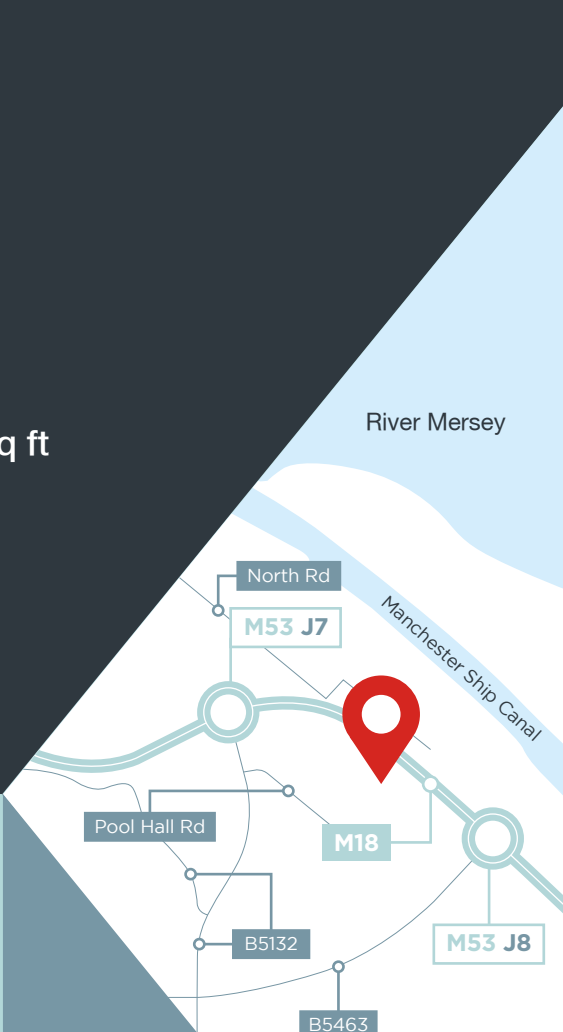 q ft
River Mersey
North Rd
M53 J7
Manchester Ship Canal
Pool Hall Rd
M18
B5132
M53 J8
B5463